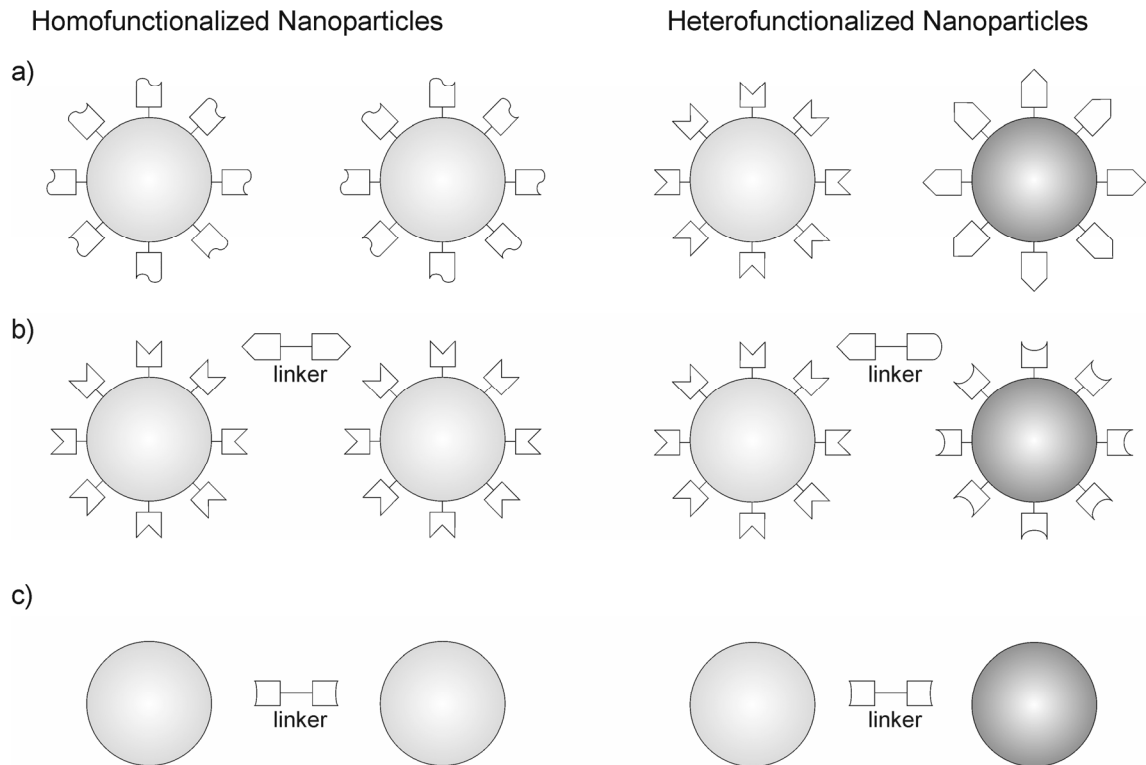 Homofunctionalized Nanoparticles
Heterofunctionalized Nanoparticles
a)
b)
linker
linker
c)
linker
linker